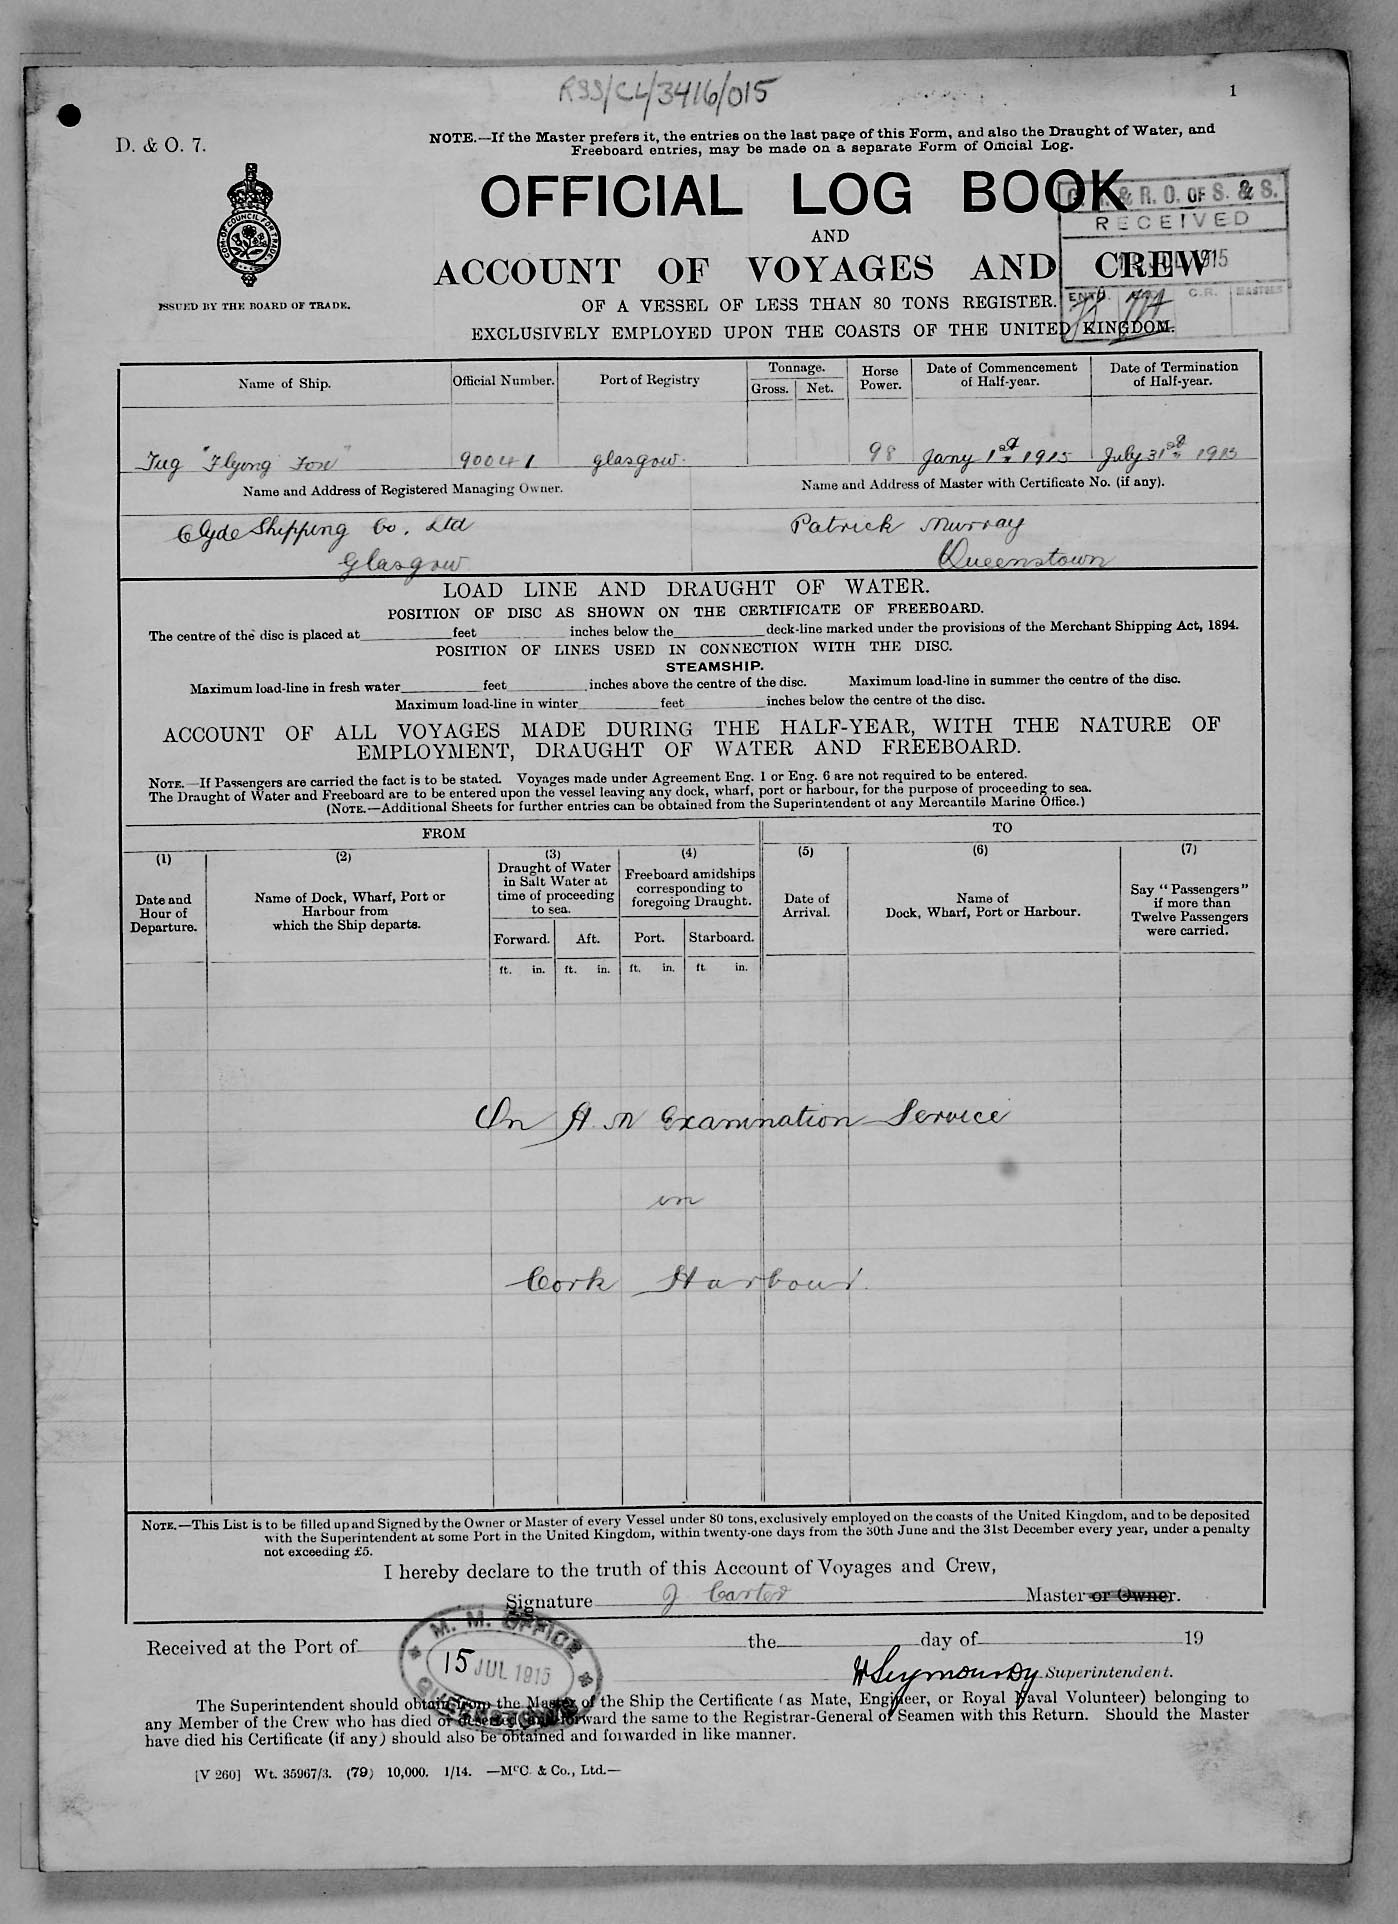 RSS/CL/3416/015
1
D. & O. 7.
NOTE.—If the Master prefers it, the entries on the last page of this Form, and also the Draught of Water, and
Freeboard entries, may be made on a separate Form of Official Log.
OFFICIAL LOG BOOK
R. O. OF S. & S.
RECEIVED
AND
COM. OF COUNCIL FOR TRADE
ACCOUNT OF VOYAGES AND CREW
JUL 1915
ISSUED BY THE BOARD OF TRADE.
OF A VESSEL OF LESS THAN 80 TONS REGISTER.
C.R. MASTERS
EXCLUSIVELY EMPLOYED UPON THE COASTS OF THE UNITED KINGDOM.
Name of Ship. Official Number. Port of Registry Tonnage. Gross. Net. Horse Power. Date of Commencement of Half-year. Date of Termination of Half-year.
Tug "Flying Fox" 90041 Glasgow. 98 Jany 1st 1915 July 31st 1915
Name and Address of Registered Managing Owner. Name and Address of Master with Certificate No. (if any).
Clyde Shipping Co. Ltd Patrick Murray
Glasgow Queenstown
LOAD LINE AND DRAUGHT OF WATER.
POSITION OF DISC AS SHOWN ON THE CERTIFICATE OF FREEBOARD.
The centre of the disc is placed at feet inches below the deck-line marked under the provisions of the Merchant Shipping Act, 1894.
POSITION OF LINES USED IN CONNECTION WITH THE DISC.
STEAMSHIP.
Maximum load-line in fresh water feet inches above the centre of the disc. Maximum load-line in summer the centre of the disc.
Maximum load-line in winter feet inches below the centre of the disc.
ACCOUNT OF ALL VOYAGES MADE DURING THE HALF-YEAR, WITH THE NATURE OF
EMPLOYMENT, DRAUGHT OF WATER AND FREEBOARD.
NOTE.—If Passengers are carried the fact is to be stated. Voyages made under Agreement Eng. 1 or Eng. 6 are not required to be entered.
The Draught of Water and Freeboard are to be entered upon the vessel leaving any dock, wharf, port or harbour, for the purpose of proceeding to sea.
(NOTE.—Additional Sheets for further entries can be obtained from the Superintendent of any Mercantile Marine Office.)
FROM TO
(1) (2) (3) (4) (5) (6) (7)
Date and Hour of Departure.
Name of Dock, Wharf, Port or Harbour from which the Ship departs.
Draught of Water in Salt Water at time of proceeding to sea.
Freeboard amidships corresponding to foregoing Draught.
Date of Arrival.
Name of Dock, Wharf, Port or Harbour.
Say "Passengers" if more than Twelve Passengers were carried.
Forward. Aft. Port. Starboard.
ft. in. ft. in. ft. in. ft in.
On H. M Examination Service
in
Cork Harbour.
NOTE.—This List is to be filled up and Signed by the Owner or Master of every Vessel under 80 tons, exclusively employed on the coasts of the United Kingdom, and to be deposited
with the Superintendent at some Port in the United Kingdom, within twenty-one days from the 30th June and the 31st December every year, under a penalty
not exceeding £5.
I hereby declare to the truth of this Account of Voyages and Crew,
Signature J. Carter Master or Owner.
M. M. OFFICE
Received at the Port of the day of 19
15 JUL 1915
Superintendent.
The Superintendent should obtain from the Master of the Ship the Certificate (as Mate, Engineer, or Royal Naval Volunteer) belonging to
any Member of the Crew who has died or deserted, and forward the same to the Registrar-General of Seamen with this Return. Should the Master
have died his Certificate (if any) should also be obtained and forwarded in like manner.
[V 260] Wt. 35967/3. (79) 10,000. 1/14. —McC. & Co., Ltd.—